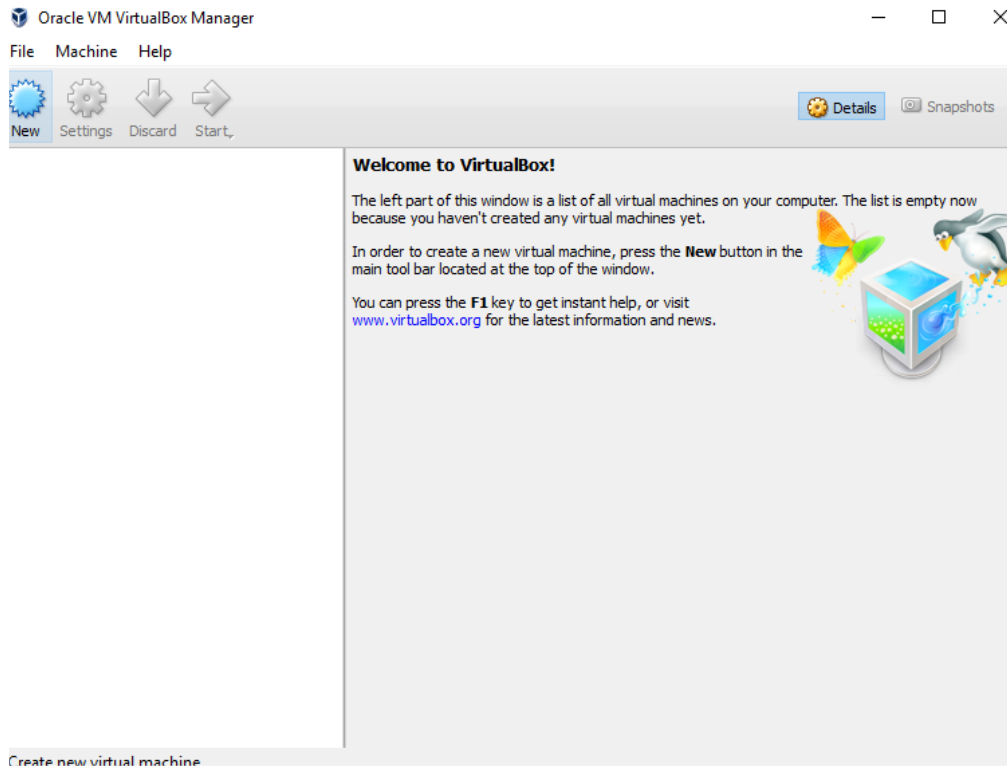 Oracle VM VirtualBox Manager
File Machine Help
New Settings Discard Start
Details Snapshots
Welcome to VirtualBox!
The left part of this window is a list of all virtual machines on your computer. The list is empty now
because you haven't created any virtual machines yet.
In order to create a new virtual machine, press the New button in the
main tool bar located at the top of the window.
You can press the F1 key to get instant help, or visit
www.virtualbox.org for the latest information and news.
Create new virtual machine